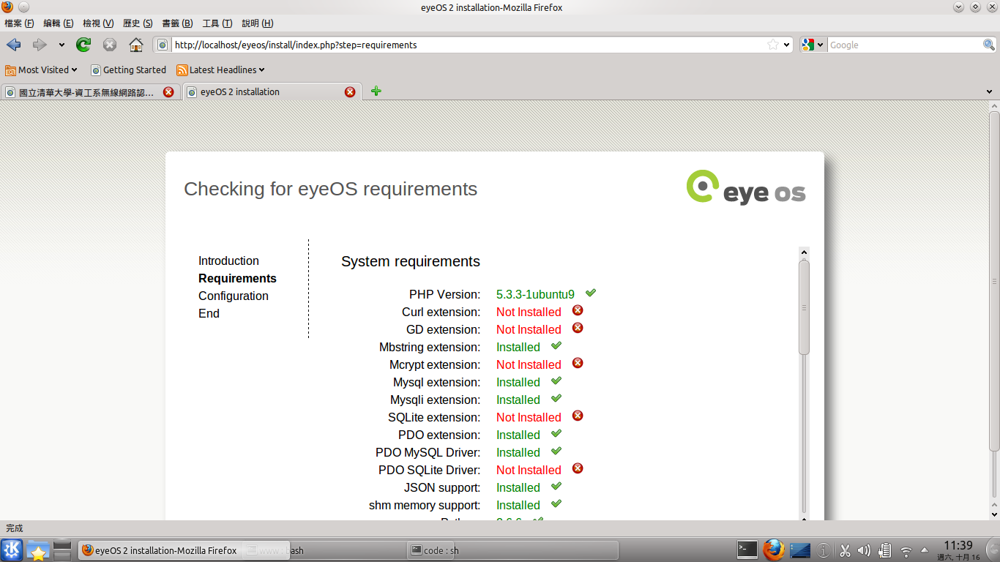 eyeOS 2 installation-Mozilla Firefox
檔案 (F) 編輯 (E) 檢視 (V) 歷史 (S) 書籤 (B) 工具 (T) 說明 (H)
http://localhost/eyeos/install/index.php?step=requirements
Google
Most Visited Getting Started Latest Headlines
國立清華大學-資工系無線網路認... eyeOS 2 installation
Checking for eyeOS requirements
eye os
Introduction
Requirements
Configuration
End
System requirements
PHP Version: 5.3.3-1ubuntu9
Curl extension: Not Installed
GD extension: Not Installed
Mbstring extension: Installed
Mcrypt extension: Not Installed
Mysql extension: Installed
Mysqli extension: Installed
SQLite extension: Not Installed
PDO extension: Installed
PDO MySQL Driver: Installed
PDO SQLite Driver: Not Installed
JSON support: Installed
shm memory support: Installed
完成
eyeOS 2 installation-Mozilla Firefox www : bash code : sh
11:39
週六, 十月 16